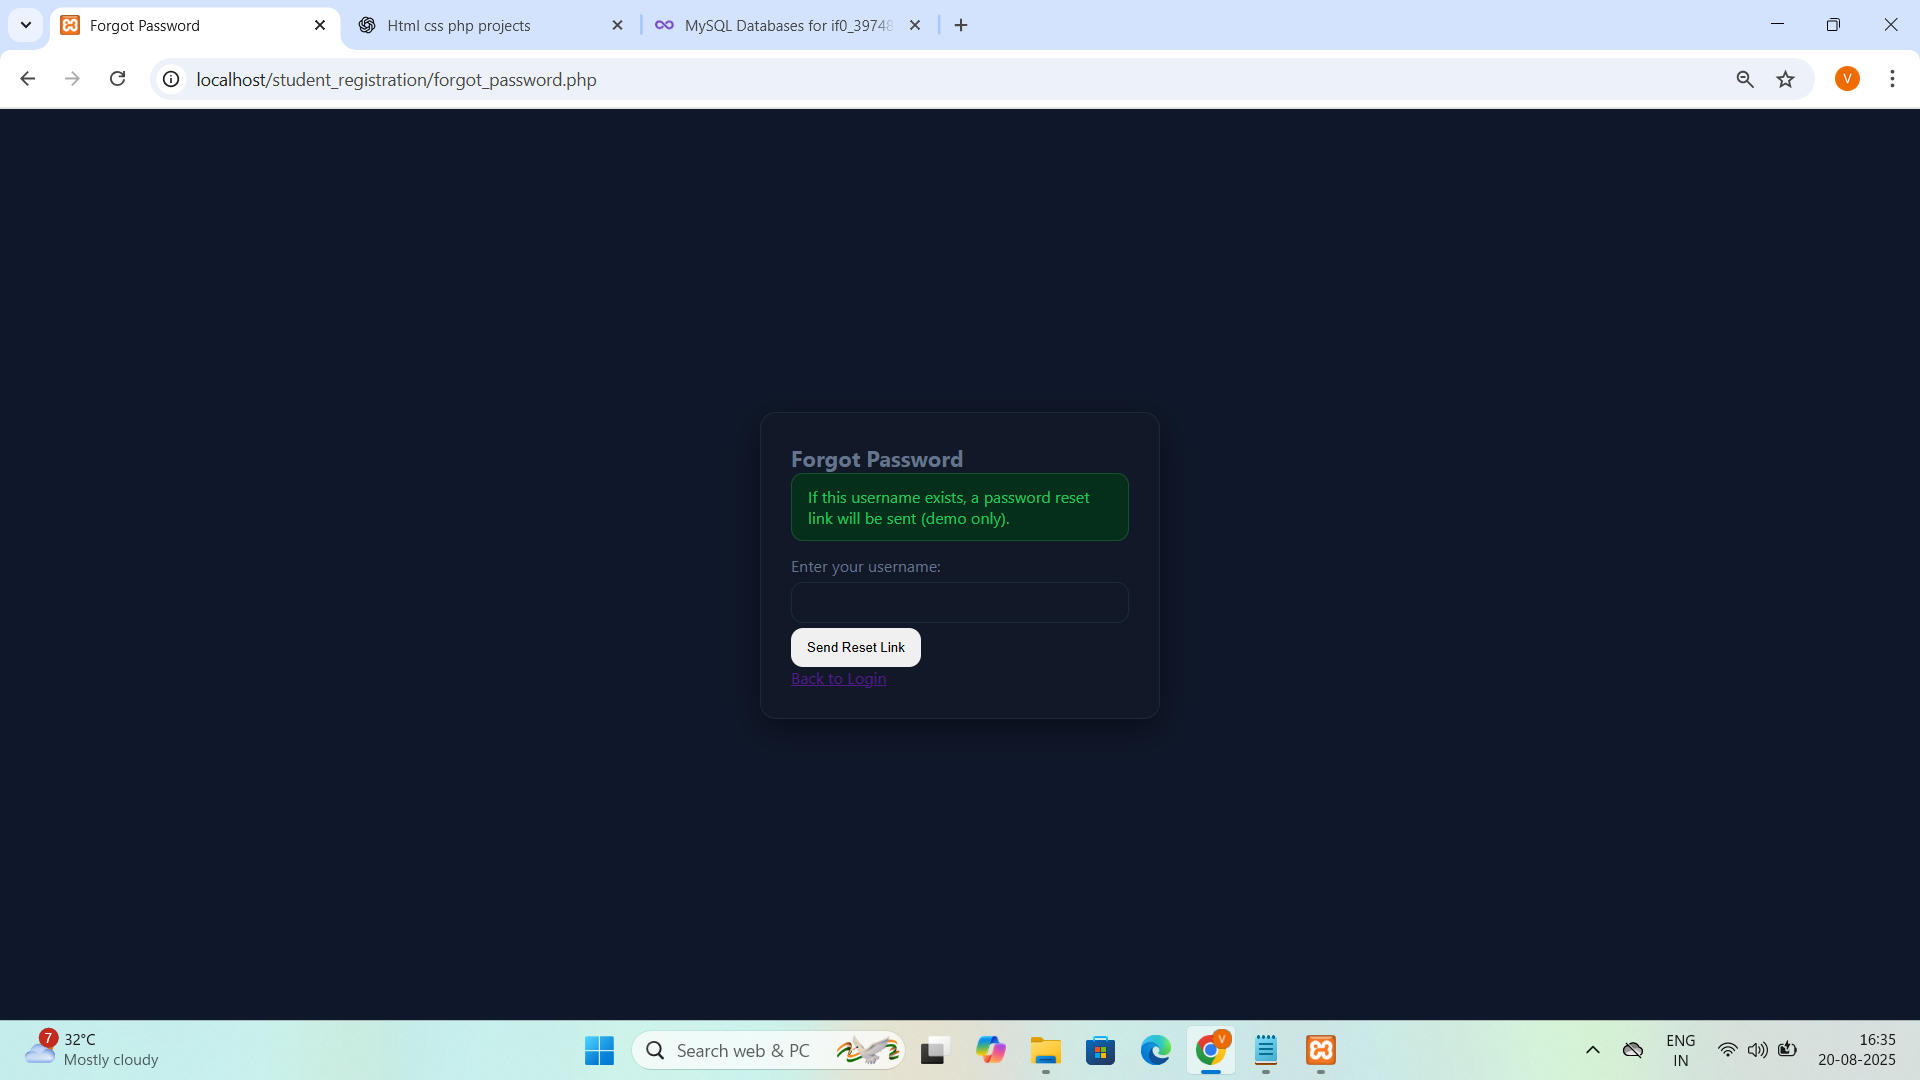 Forgot Password
Html css php projects
MySQL Databases for if0_39748
localhost/student_registration/forgot_password.php
V
Forgot Password
If this username exists, a password reset
link will be sent (demo only).
Enter your username:
Send Reset Link
Back to Login
7
32°C
Mostly cloudy
Search web & PC
V
ENG
IN
16:35
20-08-2025